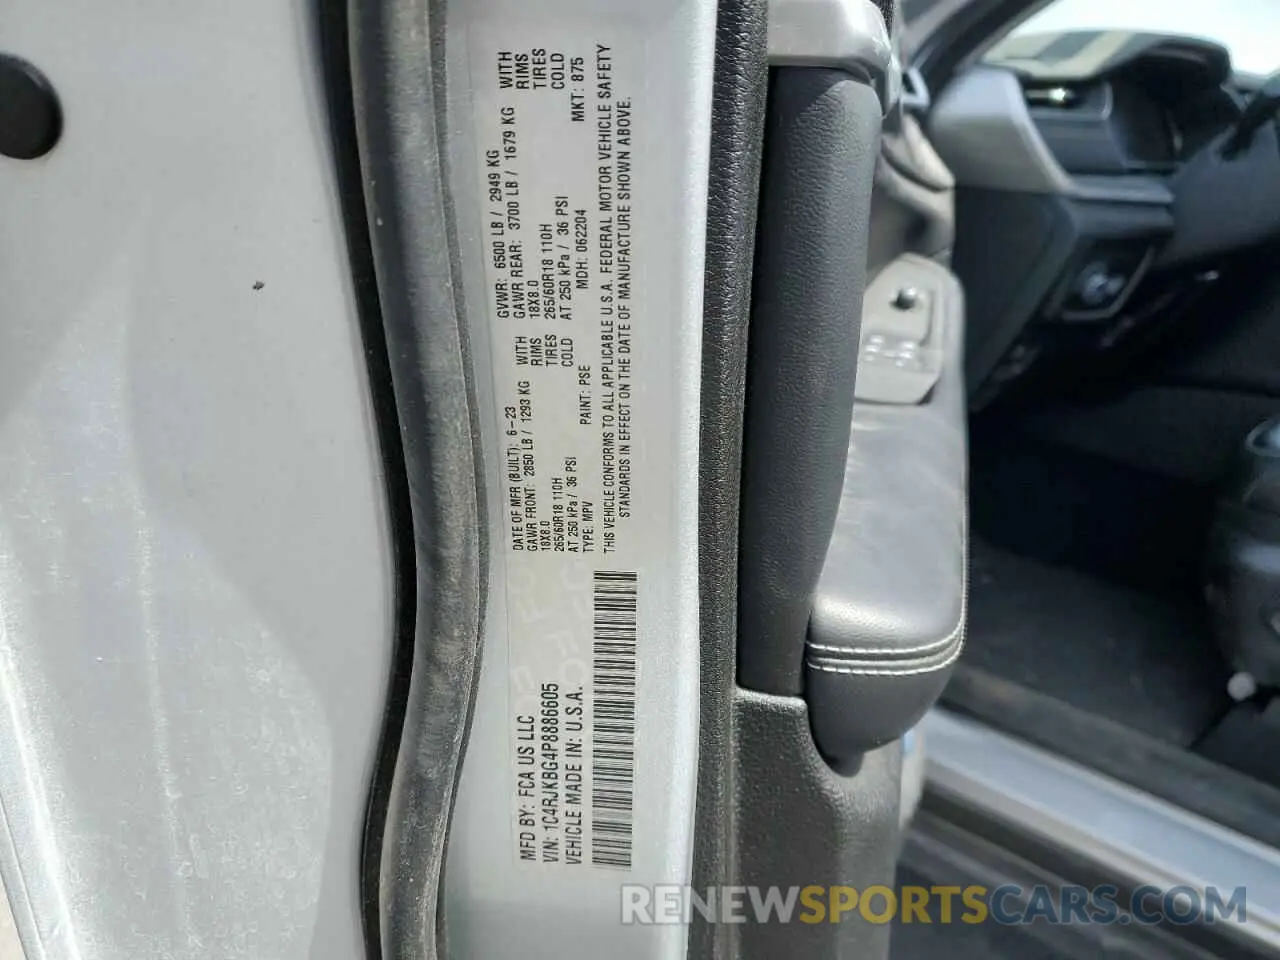 MFD BY: FCA US LLC
VIN: 1C4RJKBG4P8886605
VEHICLE MADE IN: U.S.A.
DATE OF MFR (BUILT): 6-23
GAWR FRONT: 2850 LB / 1293 KG WITH
18X8.0 RIMS
265/60R18 110H TIRES
AT 250 kPa / 36 PSI COLD
TYPE: MPV PAINT: PSE
GVWR: 6500 LB / 2949 KG
GAWR REAR: 3700 LB / 1679 KG WITH
18X8.0 RIMS
265/60R18 110H TIRES
AT 250 kPa / 36 PSI COLD
MDH: 062204 MKT: 875
THIS VEHICLE CONFORMS TO ALL APPLICABLE U.S.A. FEDERAL MOTOR VEHICLE SAFETY
STANDARDS IN EFFECT ON THE DATE OF MANUFACTURE SHOWN ABOVE.
RENEWSPORTSCARS.COM